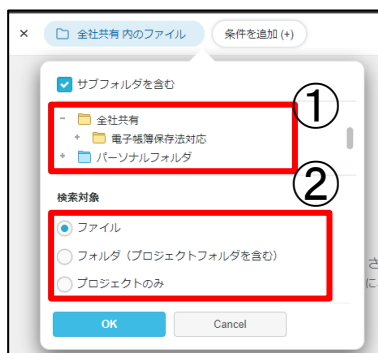 × 全社共有 内のファイル 条件を追加 (+)
サブフォルダを含む
①
− 全社共有
+ 電子帳簿保存法対応
+ パーソナルフォルダ
②
検索対象
ファイル
フォルダ（プロジェクトフォルダを含む）
プロジェクトのみ
さ
に
OK Cancel